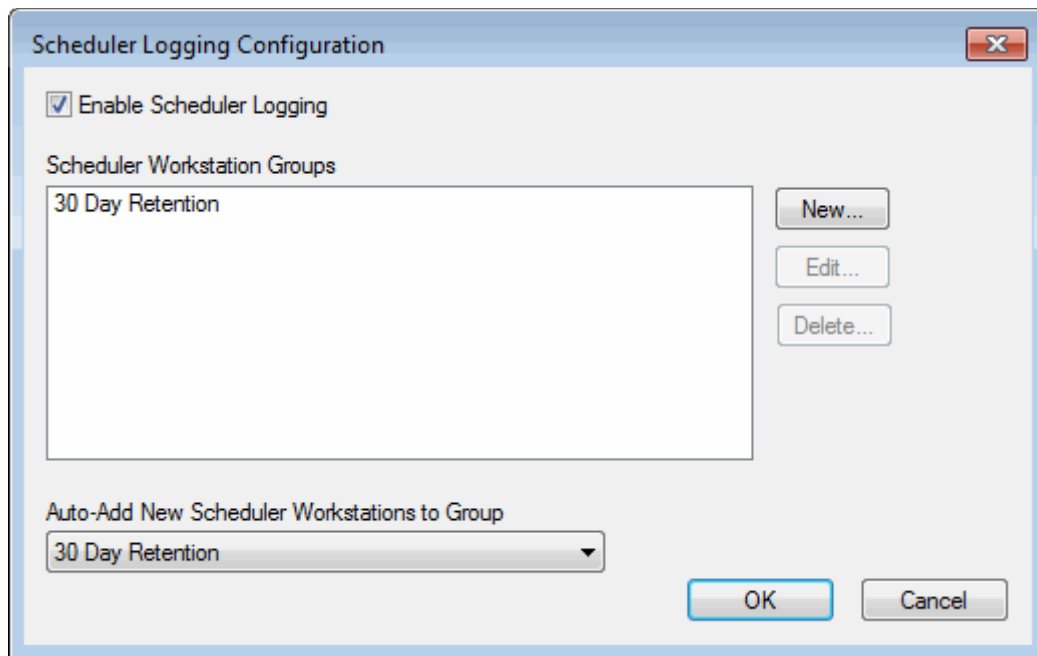 Scheduler Logging Configuration
Enable Scheduler Logging
Scheduler Workstation Groups
30 Day Retention
New...
Edit...
Delete...
Auto-Add New Scheduler Workstations to Group
30 Day Retention
OK
Cancel